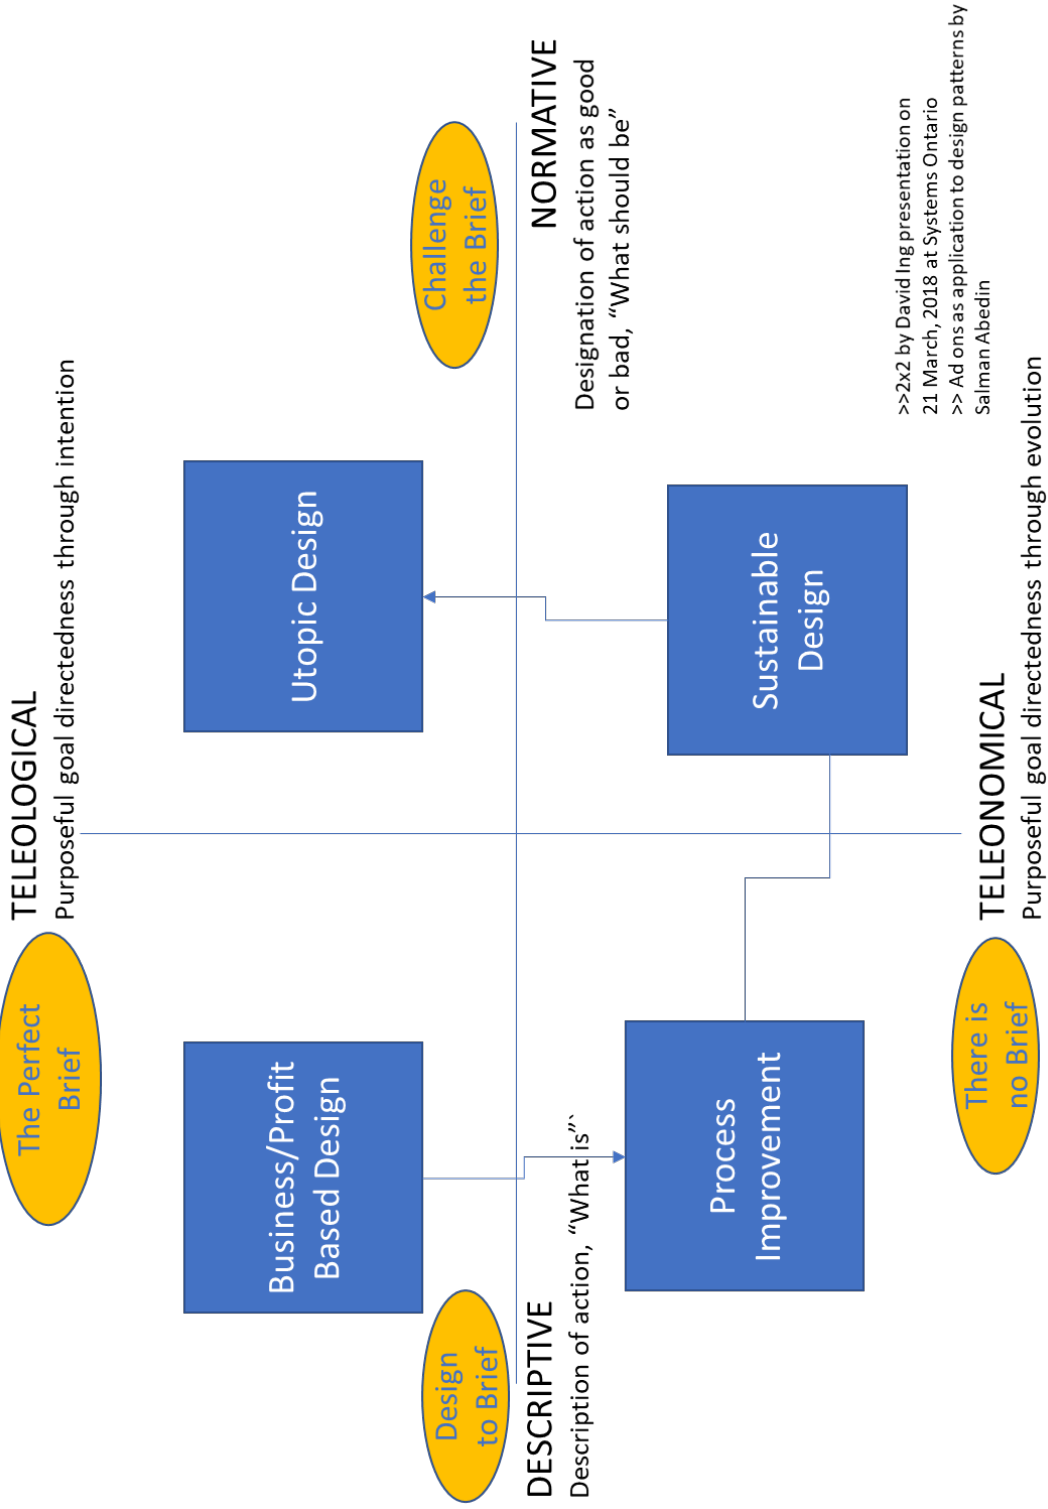 The Perfect
Brief
TELEOLOGICAL
Purposeful goal directedness through intention
Business/Profit
Based Design
Utopic Design
Design
to Brief
Challenge
the Brief
DESCRIPTIVE
Description of action, “What is”`
NORMATIVE
Designation of action as good
or bad, “What should be”
Process
Improvement
Sustainable
Design
>>2x2 by David Ing presentation on
21 March, 2018 at Systems Ontario
>> Ad ons as application to design patterns by
Salman Abedin
There is
no Brief
TELEONOMICAL
Purposeful goal directedness through evolution